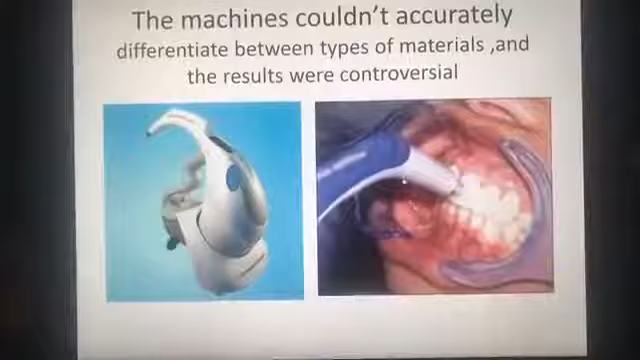 The machines couldn't accurately
differentiate between types of materials ,and
the results were controversial